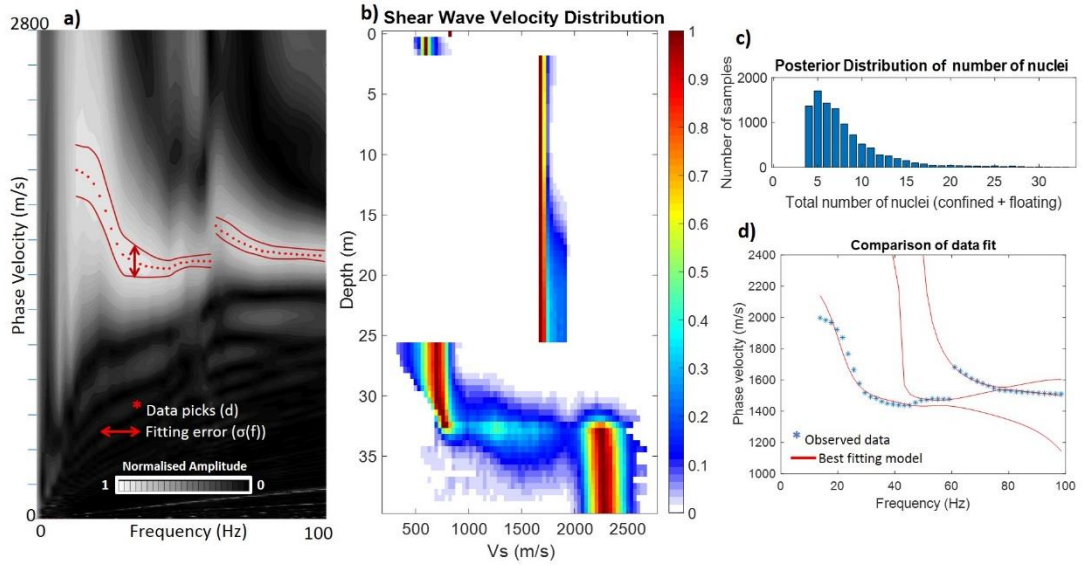 a)
2800
Phase Velocity (m/s)
* Data picks (d)
Fitting error (σ(f))
Normalised Amplitude
1 0
0
0 Frequency (Hz) 100
b) Shear Wave Velocity Distribution
0
5
10
15
20
25
30
35
Depth (m)
500 1000 1500 2000 2500
Vs (m/s)
1
0.9
0.8
0.7
0.6
0.5
0.4
0.3
0.2
0.1
0
c)
Posterior Distribution of number of nuclei
Number of samples
2000
1000
0
0 5 10 15 20 25 30
Total number of nuclei (confined + floating)
d)
Comparison of data fit
Phase velocity (m/s)
2400
2200
2000
1800
1600
1400
1200
1000
* Observed data
Best fitting model
0 20 40 60 80 100
Frequency (Hz)